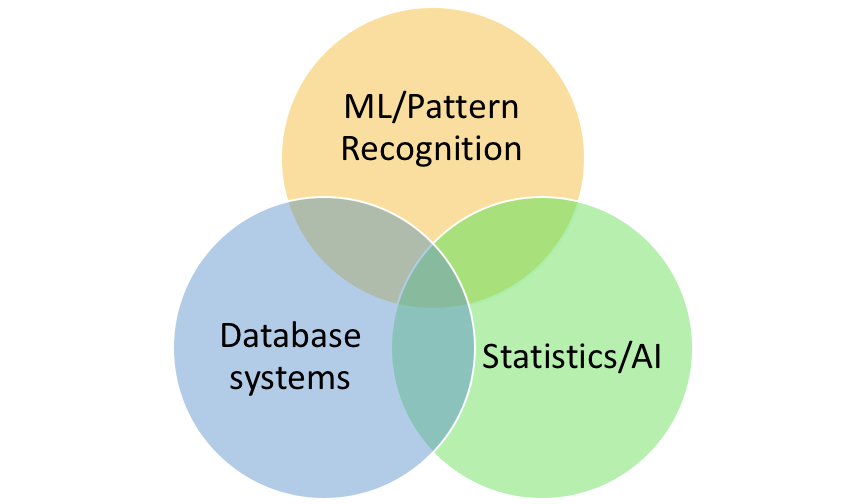 ML/Pattern
Recognition
Database
systems
Statistics/AI